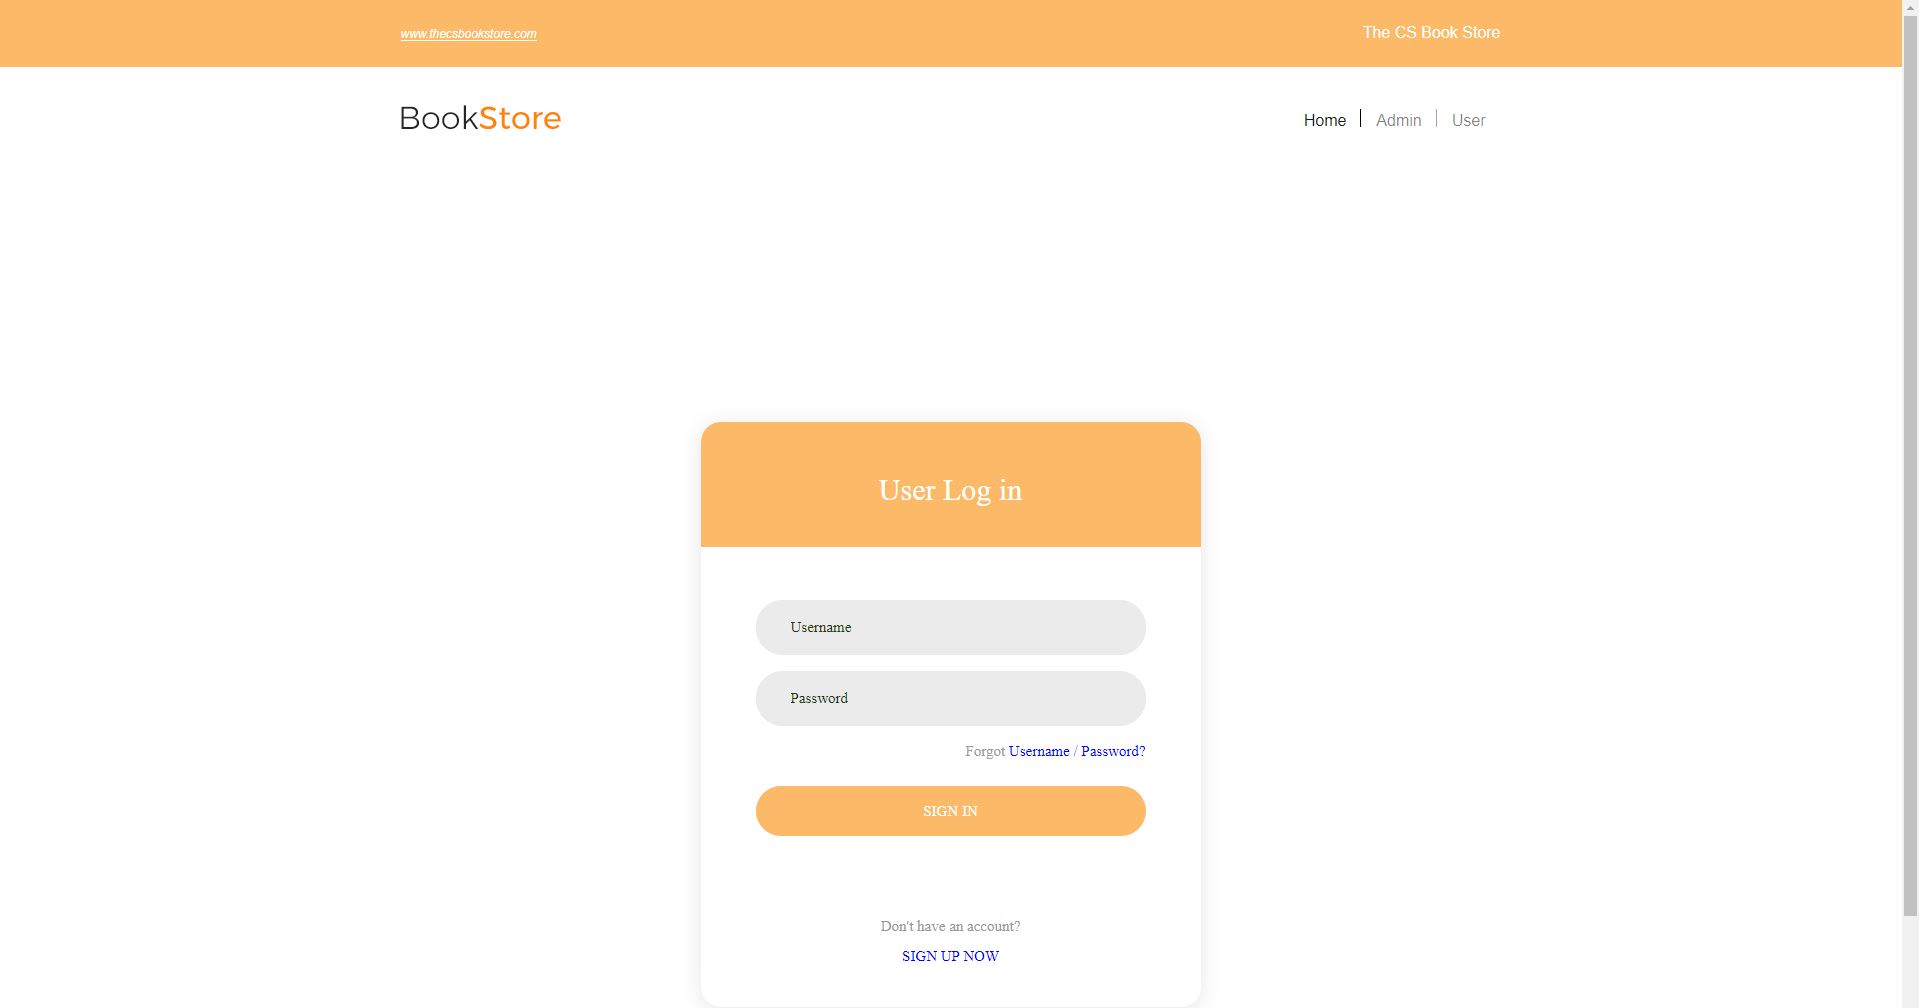 www.thecsbookstore.com
The CS Book Store
BookStore
Home Admin User
User Log in
Username
Password
Forgot Username / Password?
SIGN IN
Don't have an account?
SIGN UP NOW